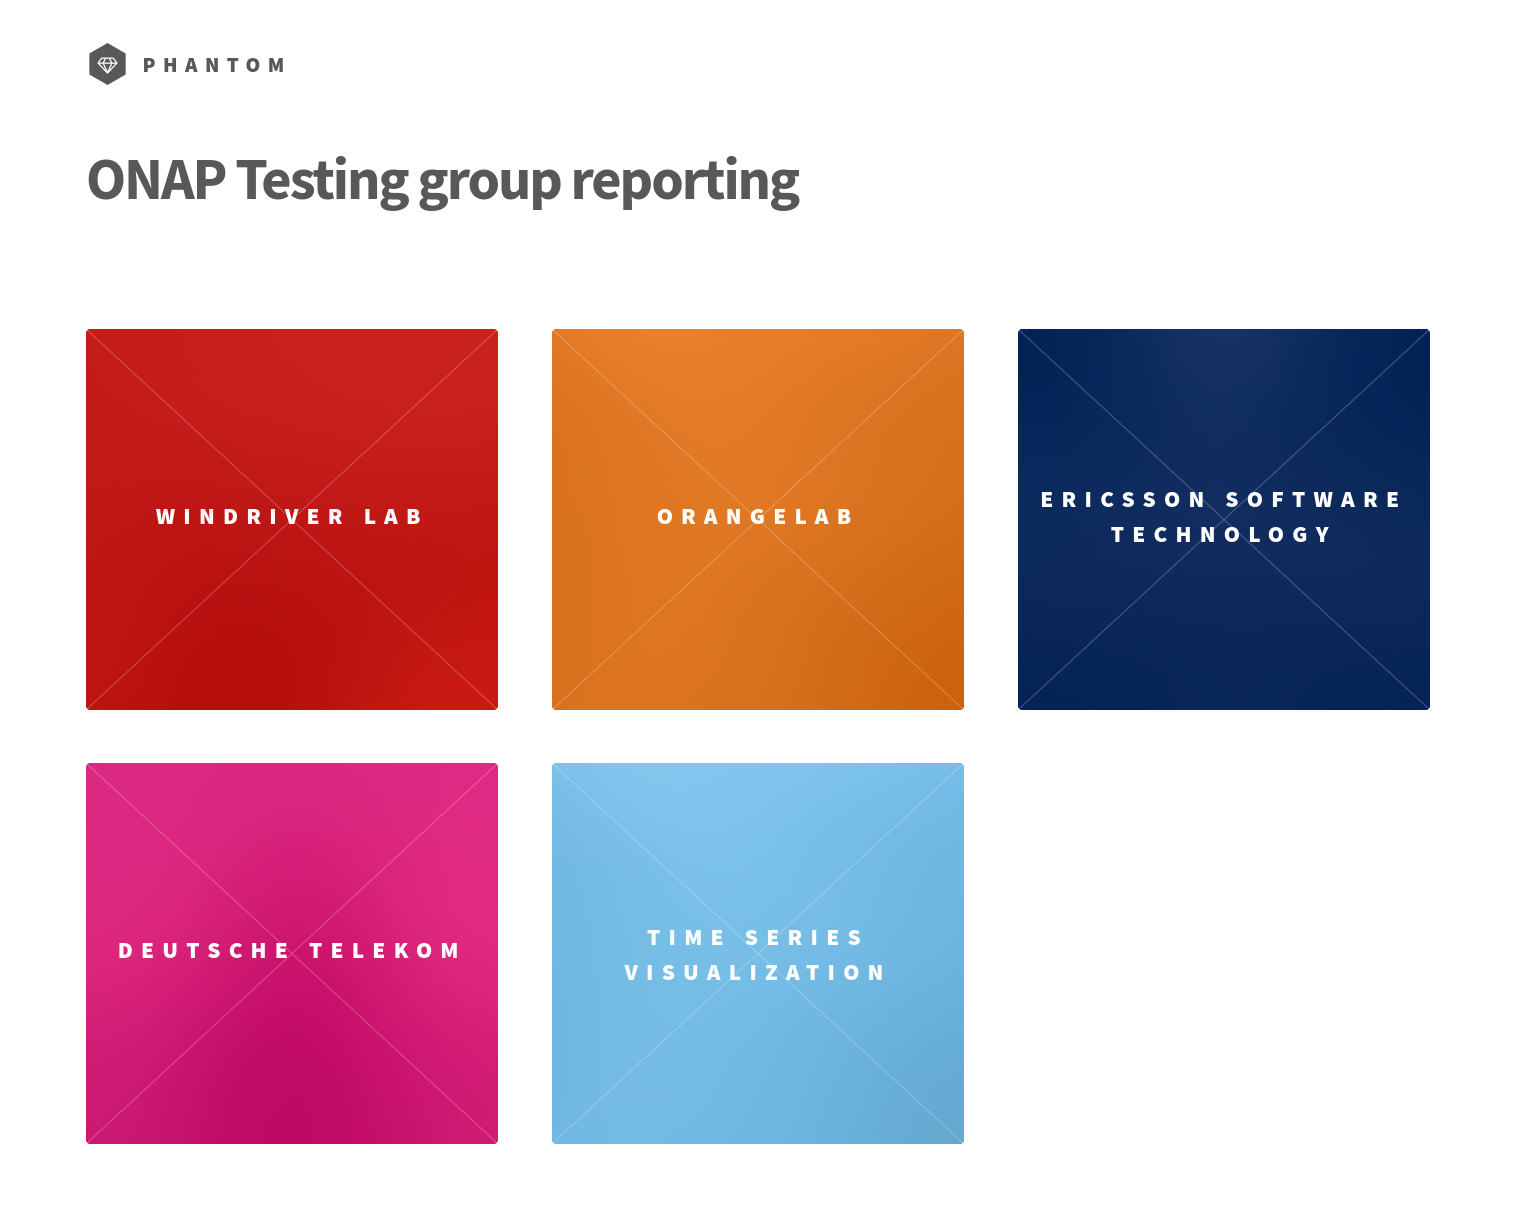 PHANTOM
ONAP Testing group reporting
WINDRIVER LAB
ORANGELAB
ERICSSON SOFTWARE
TECHNOLOGY
DEUTSCHE TELEKOM
TIME SERIES
VISUALIZATION